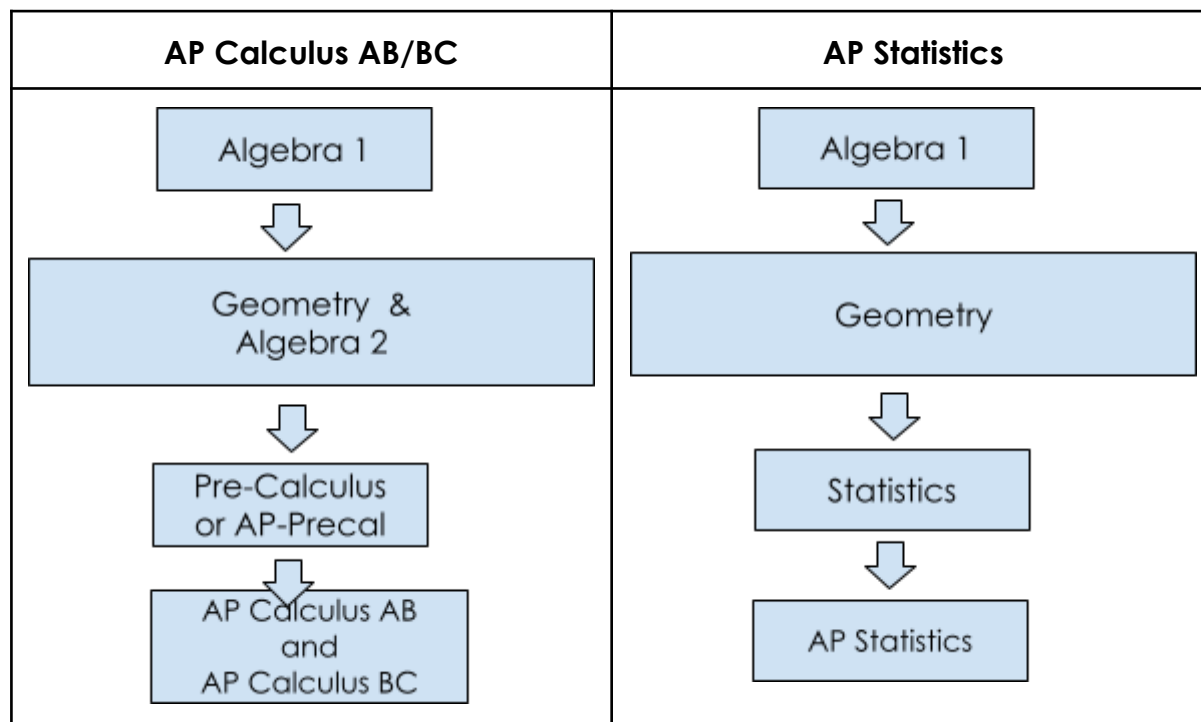 AP Calculus AB/BC
Algebra 1
Geometry &
Algebra 2
Pre-Calculus
or AP-Precal
AP Calculus AB
and
AP Calculus BC
AP Statistics
Algebra 1
Geometry
Statistics
AP Statistics